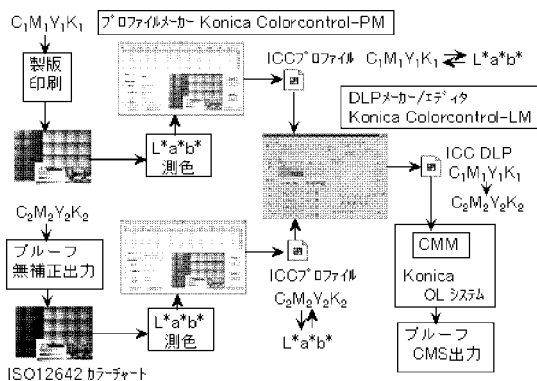 C₁M₁Y₁K₁
ﾌﾟﾛﾌｧｲﾙﾒｰｶｰ Konica Colorcontrol-PM
製版
印刷
L*a*b*
測色
ICCﾌﾟﾛﾌｧｲﾙ C₁M₁Y₁K₁ ⇄ L*a*b*
DLPﾒｰｶｰ/ｴﾃﾞｨﾀ
Konica Colorcontrol-LM
ICC DLP
C₁M₁Y₁K₁
C₂M₂Y₂K₂
C₂M₂Y₂K₂
プルーフ
無補正出力
L*a*b*
測色
ICCﾌﾟﾛﾌｧｲﾙ
C₂M₂Y₂K₂
L*a*b*
CMM
Konica
OL ｼｽﾃﾑ
プルーフ
CMS出力
ISO12642 ｶﾗｰﾁｬｰﾄ